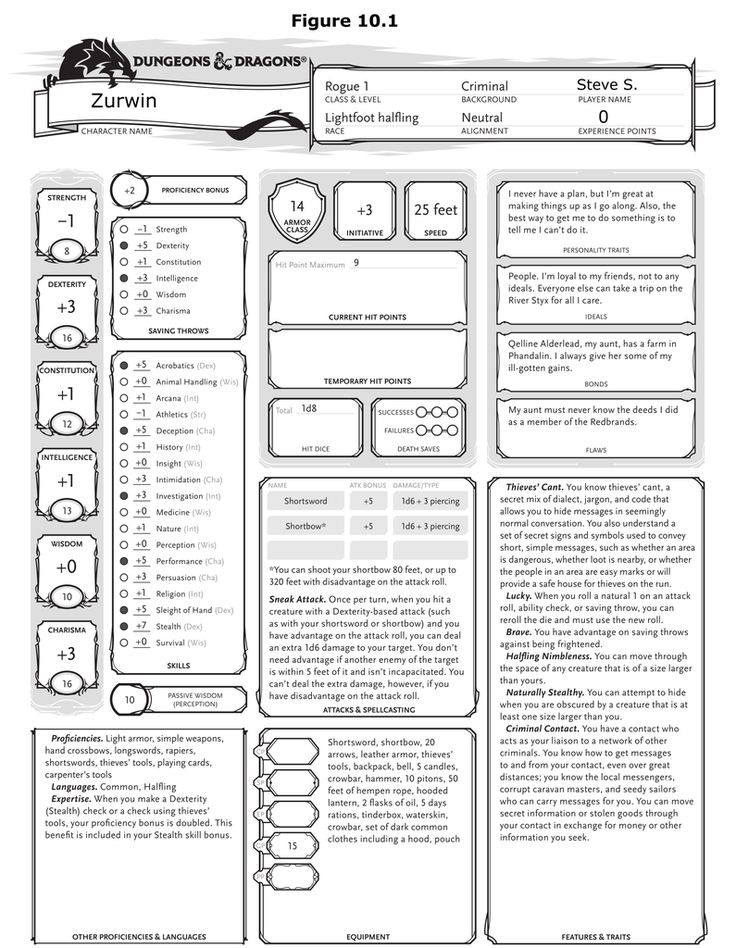 Figure 10.1
DUNGEONS & DRAGONS®
Zurwin
CHARACTER NAME
Rogue 1
CLASS & LEVEL
Criminal
BACKGROUND
Steve S.
PLAYER NAME
Lightfoot halfling
RACE
Neutral
ALIGNMENT
0
EXPERIENCE POINTS
STRENGTH
−1
8
DEXTERITY
+3
16
CONSTITUTION
+1
12
INTELLIGENCE
+1
13
WISDOM
+0
10
CHARISMA
+3
16
+2 PROFICIENCY BONUS
−1 Strength
+5 Dexterity
+1 Constitution
+3 Intelligence
+0 Wisdom
+3 Charisma
SAVING THROWS
+5 Acrobatics (Dex)
+0 Animal Handling (Wis)
+1 Arcana (Int)
−1 Athletics (Str)
+5 Deception (Cha)
+1 History (Int)
+0 Insight (Wis)
+3 Intimidation (Cha)
+3 Investigation (Int)
+0 Medicine (Wis)
+1 Nature (Int)
+0 Perception (Wis)
+5 Performance (Cha)
+3 Persuasion (Cha)
+1 Religion (Int)
+5 Sleight of Hand (Dex)
+7 Stealth (Dex)
+0 Survival (Wis)
SKILLS
10 PASSIVE WISDOM
(PERCEPTION)
Proficiencies. Light armor, simple weapons,
hand crossbows, longswords, rapiers,
shortswords, thieves' tools, playing cards,
carpenter's tools
Languages. Common, Halfling
Expertise. When you make a Dexterity
(Stealth) check or a check using thieves'
tools, your proficiency bonus is doubled. This
benefit is included in your Stealth skill bonus.
OTHER PROFICIENCIES & LANGUAGES
14
ARMOR
CLASS
+3
INITIATIVE
25 feet
SPEED
Hit Point Maximum 9
CURRENT HIT POINTS
TEMPORARY HIT POINTS
Total 1d8
HIT DICE
SUCCESSES
FAILURES
DEATH SAVES
NAME ATK BONUS DAMAGE/TYPE
Shortsword +5 1d6 + 3 piercing
Shortbow* +5 1d6 + 3 piercing
*You can shoot your shortbow 80 feet, or up to
320 feet with disadvantage on the attack roll.
Sneak Attack. Once per turn, when you hit a
creature with a Dexterity-based attack (such
as with your shortsword or shortbow) and you
have advantage on the attack roll, you can deal
an extra 1d6 damage to your target. You don't
need advantage if another enemy of the target
is within 5 feet of it and isn't incapacitated. You
can't deal the extra damage, however, if you
have disadvantage on the attack roll.
ATTACKS & SPELLCASTING
CP
SP
EP
GP 15
PP
Shortsword, shortbow, 20
arrows, leather armor, thieves'
tools, backpack, bell, 5 candles,
crowbar, hammer, 10 pitons, 50
feet of hempen rope, hooded
lantern, 2 flasks of oil, 5 days
rations, tinderbox, waterskin,
crowbar, set of dark common
clothes including a hood, pouch
EQUIPMENT
I never have a plan, but I'm great at
making things up as I go along. Also, the
best way to get me to do something is to
tell me I can't do it.
PERSONALITY TRAITS
People. I'm loyal to my friends, not to any
ideals. Everyone else can take a trip on the
River Styx for all I care.
IDEALS
Qelline Alderlead, my aunt, has a farm in
Phandalin. I always give her some of my
ill-gotten gains.
BONDS
My aunt must never know the deeds I did
as a member of the Redbrands.
FLAWS
Thieves' Cant. You know thieves' cant, a
secret mix of dialect, jargon, and code that
allows you to hide messages in seemingly
normal conversation. You also understand a
set of secret signs and symbols used to convey
short, simple messages, such as whether an area
is dangerous, whether loot is nearby, or whether
the people in an area are easy marks or will
provide a safe house for thieves on the run.
Lucky. When you roll a natural 1 on an attack
roll, ability check, or saving throw, you can
reroll the die and must use the new roll.
Brave. You have advantage on saving throws
against being frightened.
Halfling Nimbleness. You can move through
the space of any creature that is of a size larger
than yours.
Naturally Stealthy. You can attempt to hide
when you are obscured by a creature that is at
least one size larger than you.
Criminal Contact. You have a contact who
acts as your liaison to a network of other
criminals. You know how to get messages
to and from your contact, even over great
distances; you know the local messengers,
corrupt caravan masters, and seedy sailors
who can carry messages for you. You can move
secret information or stolen goods through
your contact in exchange for money or other
information you seek.
FEATURES & TRAITS